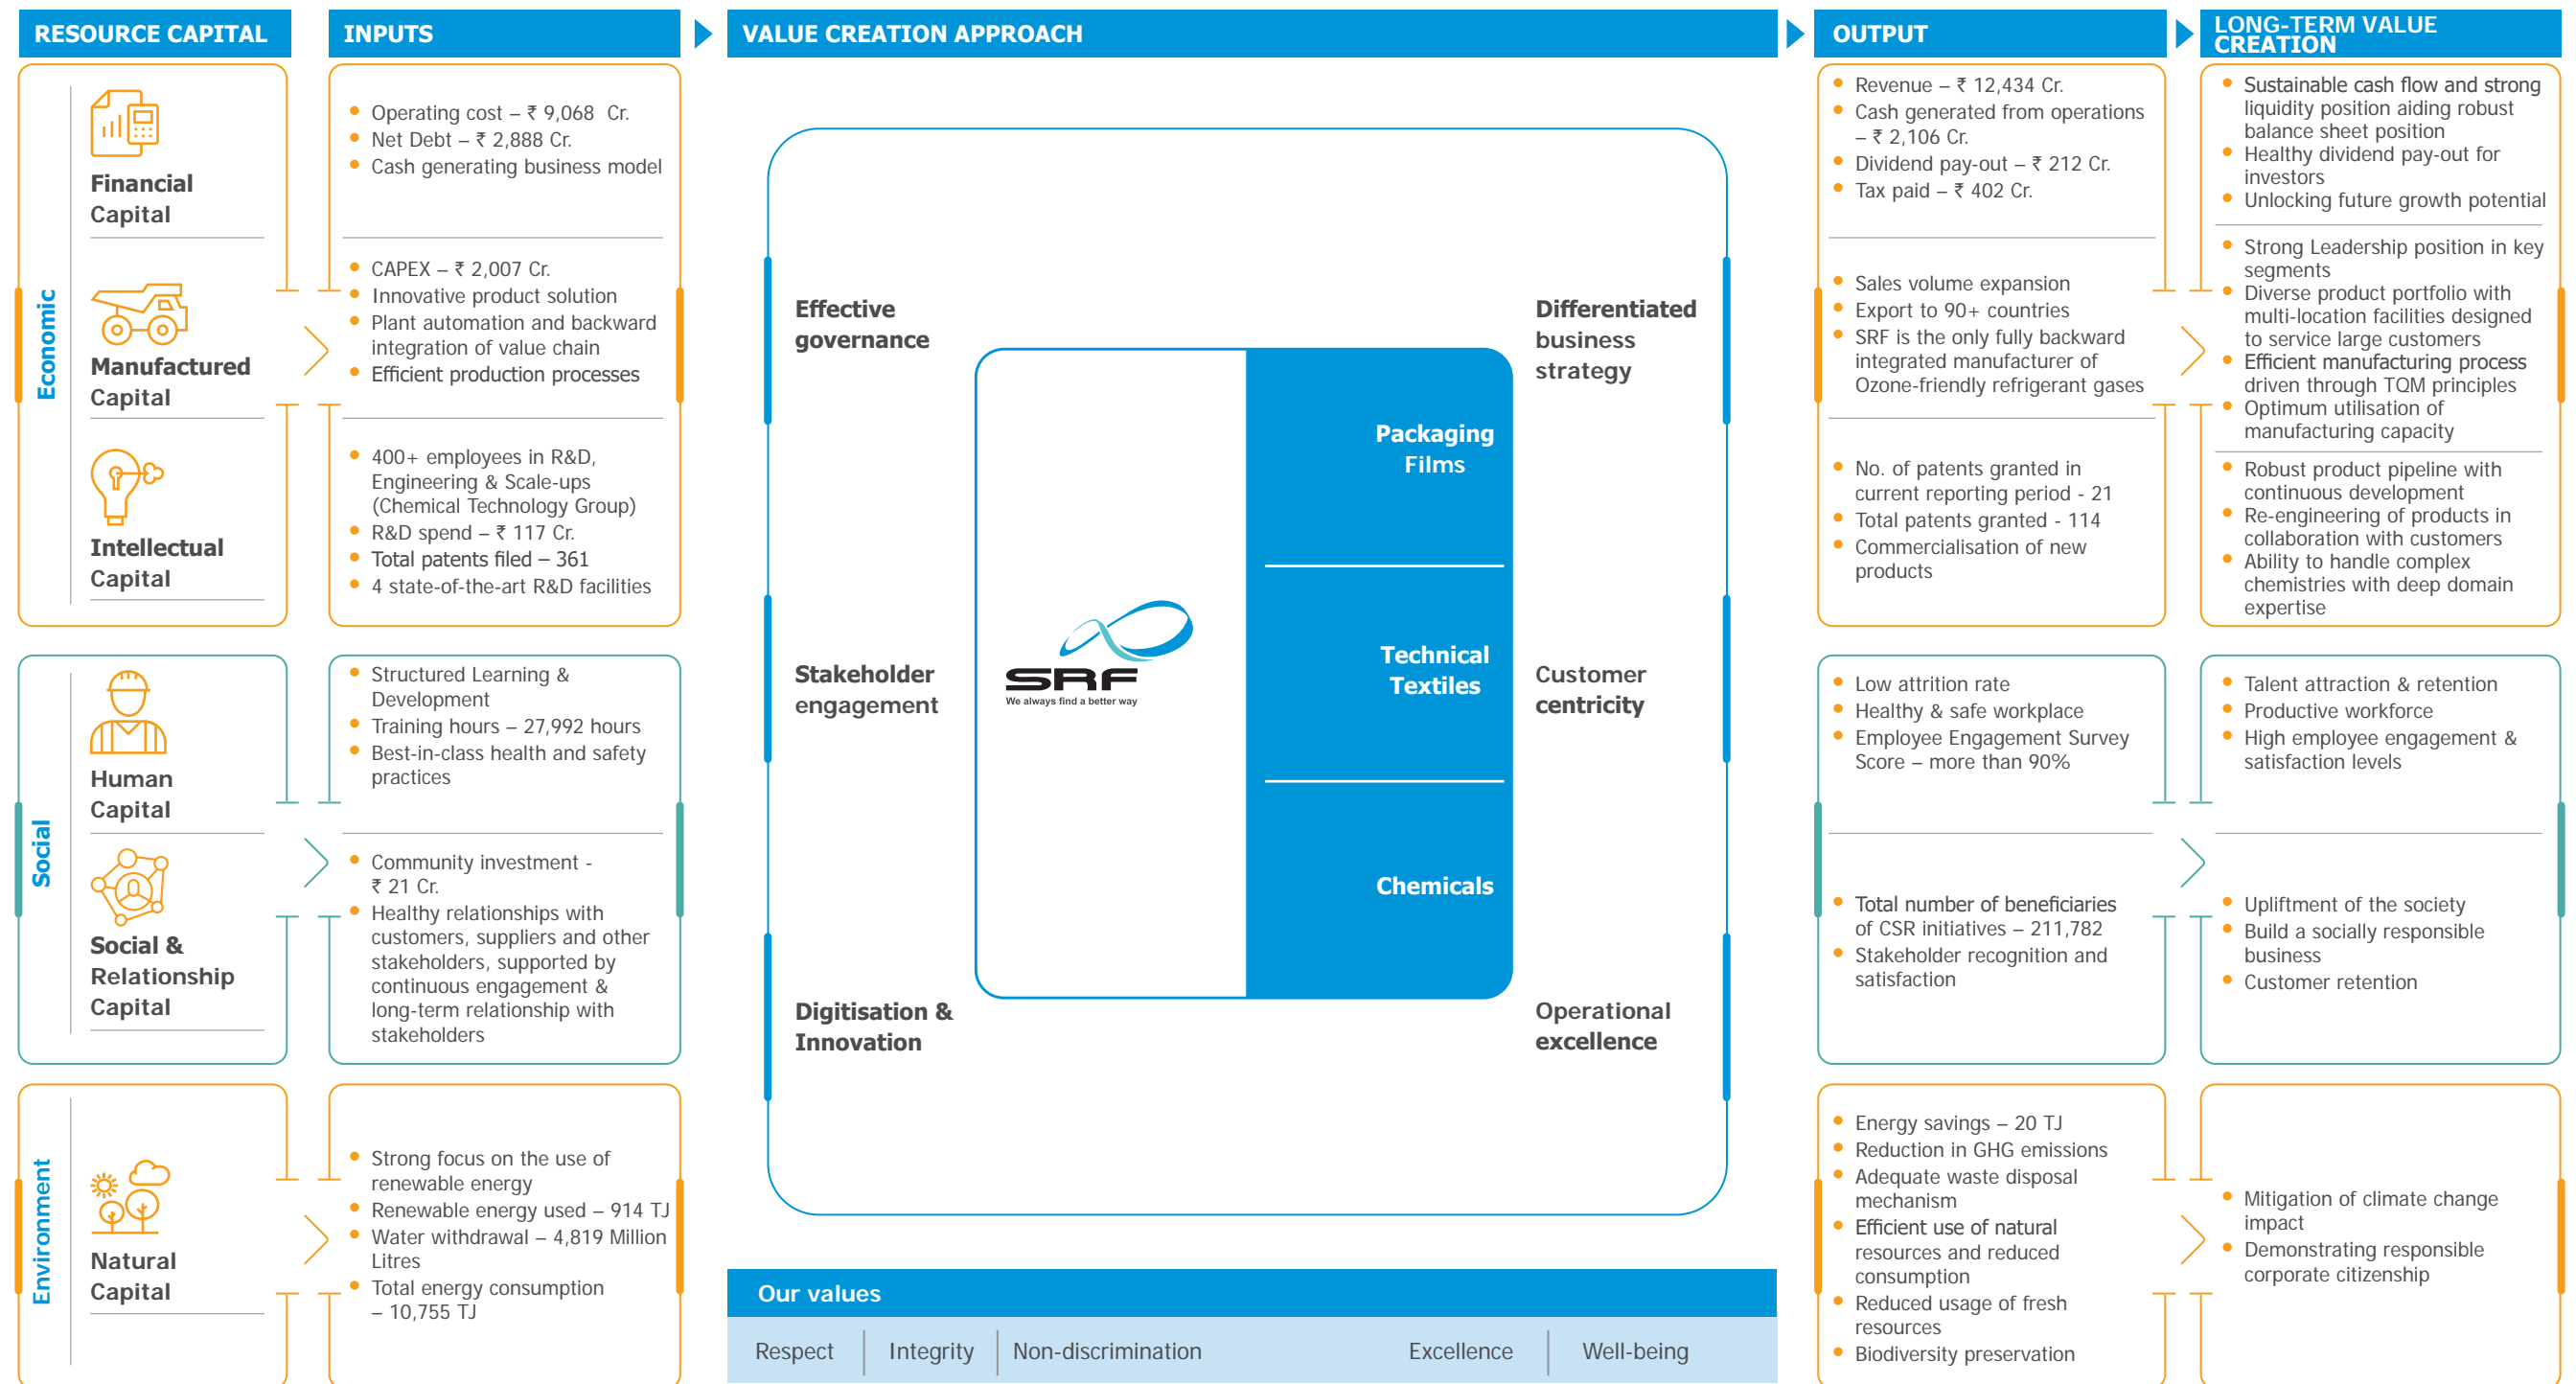 RESOURCE CAPITAL
INPUTS
VALUE CREATION APPROACH
OUTPUT
LONG-TERM VALUE
CREATION
Economic
Financial
Capital
• Operating cost – ₹ 9,068 Cr.
• Net Debt – ₹ 2,888 Cr.
• Cash generating business model
Manufactured
Capital
• CAPEX – ₹ 2,007 Cr.
• Innovative product solution
• Plant automation and backward
integration of value chain
• Efficient production processes
Intellectual
Capital
• 400+ employees in R&D,
Engineering & Scale-ups
(Chemical Technology Group)
• R&D spend – ₹ 117 Cr.
• Total patents filed – 361
• 4 state-of-the-art R&D facilities
Social
Human
Capital
• Structured Learning &
Development
• Training hours – 27,992 hours
• Best-in-class health and safety
practices
Social &
Relationship
Capital
• Community investment -
₹ 21 Cr.
• Healthy relationships with
customers, suppliers and other
stakeholders, supported by
continuous engagement &
long-term relationship with
stakeholders
Environment
Natural
Capital
• Strong focus on the use of
renewable energy
• Renewable energy used – 914 TJ
• Water withdrawal – 4,819 Million
Litres
• Total energy consumption
– 10,755 TJ
Effective
governance
Stakeholder
engagement
Digitisation &
Innovation
SRF
We always find a better way
Packaging
Films
Technical
Textiles
Chemicals
Differentiated
business
strategy
Customer
centricity
Operational
excellence
Our values
Respect
Integrity
Non-discrimination
Excellence
Well-being
• Revenue – ₹ 12,434 Cr.
• Cash generated from operations
– ₹ 2,106 Cr.
• Dividend pay-out – ₹ 212 Cr.
• Tax paid – ₹ 402 Cr.
• Sales volume expansion
• Export to 90+ countries
• SRF is the only fully backward
integrated manufacturer of
Ozone-friendly refrigerant gases
• No. of patents granted in
current reporting period - 21
• Total patents granted - 114
• Commercialisation of new
products
• Low attrition rate
• Healthy & safe workplace
• Employee Engagement Survey
Score – more than 90%
• Total number of beneficiaries
of CSR initiatives – 211,782
• Stakeholder recognition and
satisfaction
• Energy savings – 20 TJ
• Reduction in GHG emissions
• Adequate waste disposal
mechanism
• Efficient use of natural
resources and reduced
consumption
• Reduced usage of fresh
resources
• Biodiversity preservation
• Sustainable cash flow and strong
liquidity position aiding robust
balance sheet position
• Healthy dividend pay-out for
investors
• Unlocking future growth potential
• Strong Leadership position in key
segments
• Diverse product portfolio with
multi-location facilities designed
to service large customers
• Efficient manufacturing process
driven through TQM principles
• Optimum utilisation of
manufacturing capacity
• Robust product pipeline with
continuous development
• Re-engineering of products in
collaboration with customers
• Ability to handle complex
chemistries with deep domain
expertise
• Talent attraction & retention
• Productive workforce
• High employee engagement &
satisfaction levels
• Upliftment of the society
• Build a socially responsible
business
• Customer retention
• Mitigation of climate change
impact
• Demonstrating responsible
corporate citizenship